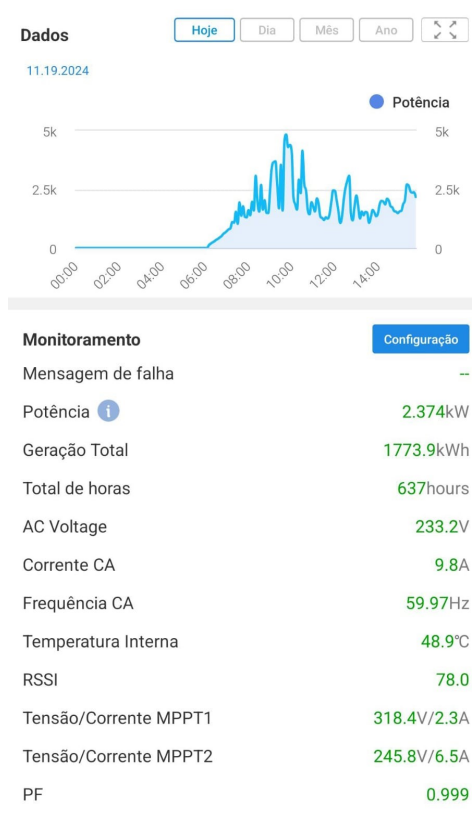 Dados Hoje Dia Mês Ano
11.19.2024
Potência
5k 5k
2.5k 2.5k
0 0
00:00 02:00 04:00 06:00 08:00 10:00 12:00 14:00
Monitoramento Configuração
Mensagem de falha --
Potência i 2.374kW
Geração Total 1773.9kWh
Total de horas 637hours
AC Voltage 233.2V
Corrente CA 9.8A
Frequência CA 59.97Hz
Temperatura Interna 48.9℃
RSSI 78.0
Tensão/Corrente MPPT1 318.4V/2.3A
Tensão/Corrente MPPT2 245.8V/6.5A
PF 0.999